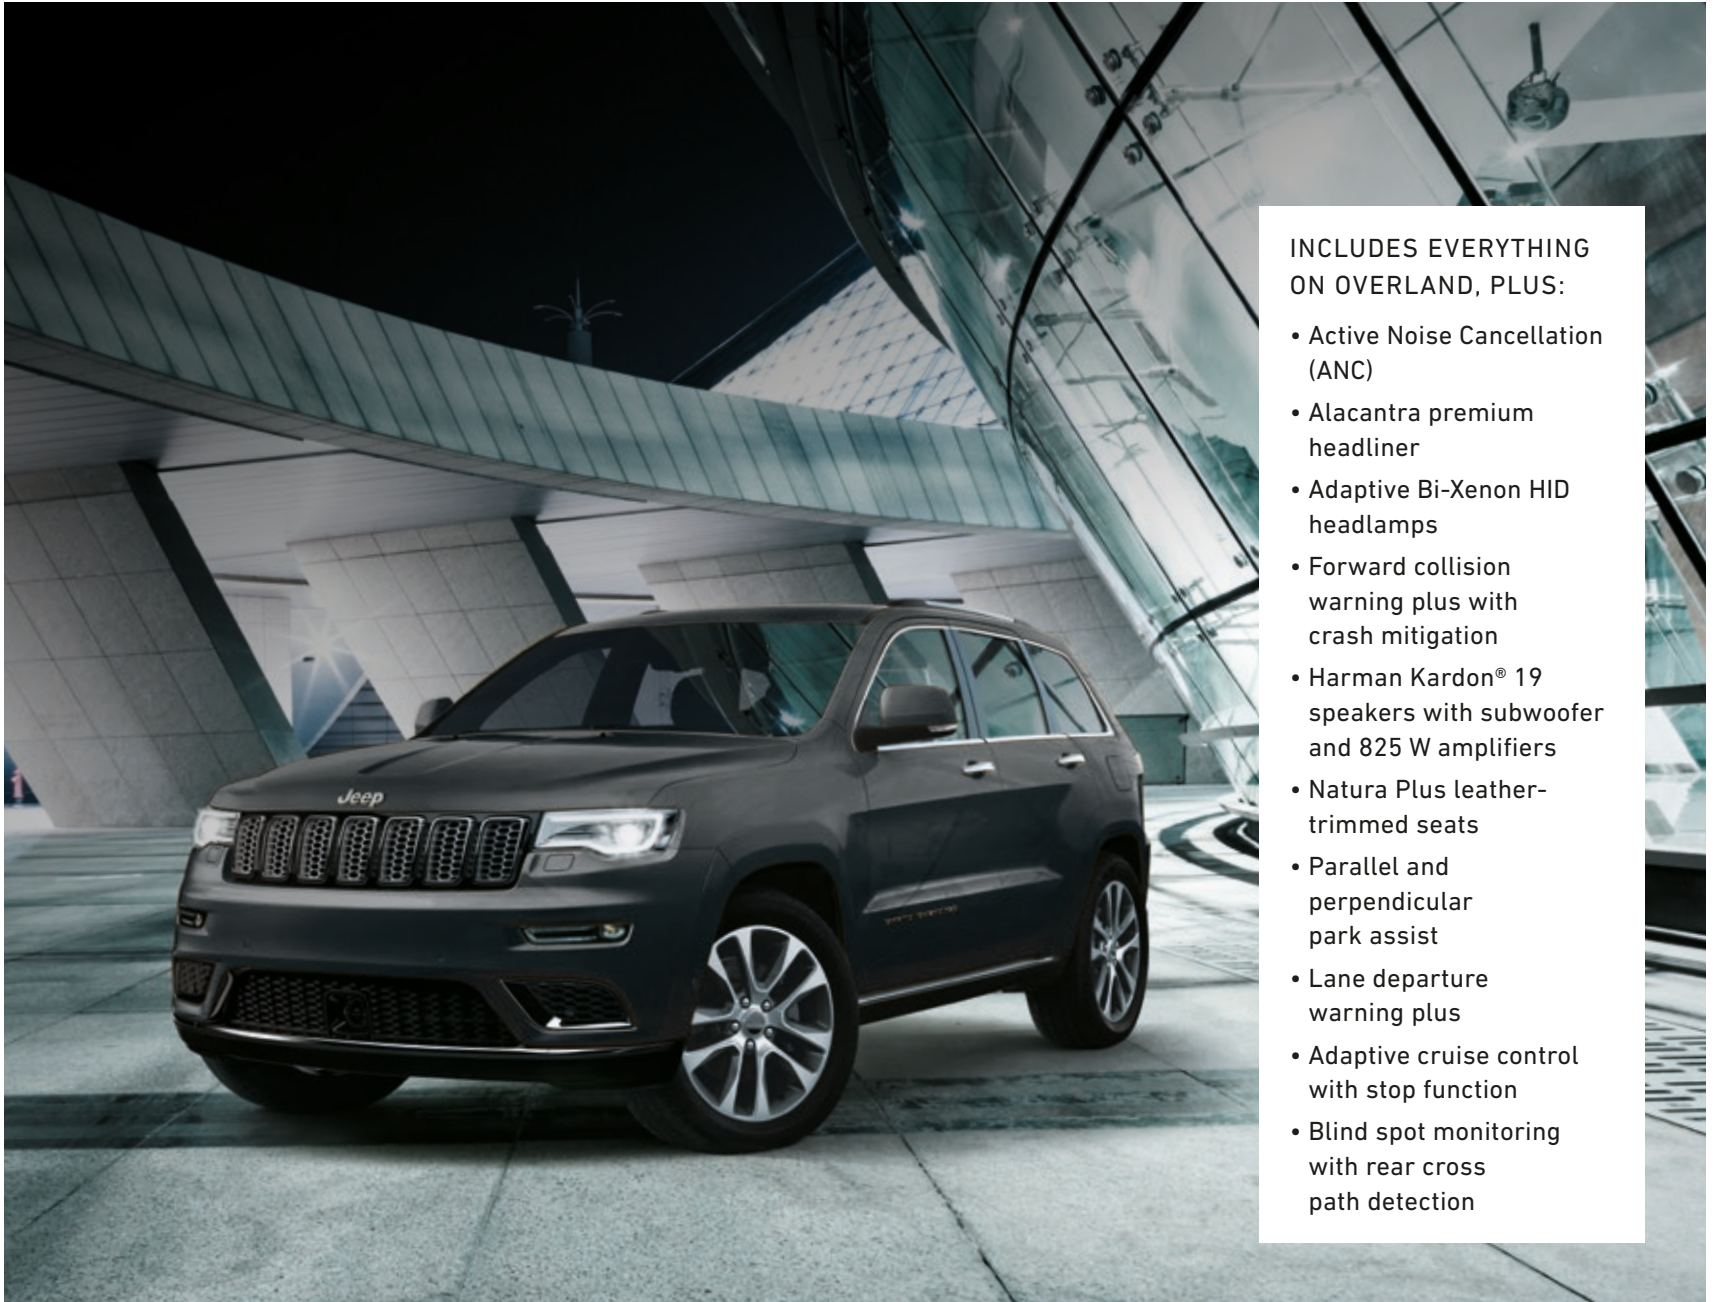 INCLUDES EVERYTHING
ON OVERLAND, PLUS:
• Active Noise Cancellation
(ANC)
• Alacantra premium
headliner
• Adaptive Bi-Xenon HID
headlamps
• Forward collision
warning plus with
crash mitigation
• Harman Kardon® 19
speakers with subwoofer
and 825 W amplifiers
• Natura Plus leather-
trimmed seats
• Parallel and
perpendicular
park assist
• Lane departure
warning plus
• Adaptive cruise control
with stop function
• Blind spot monitoring
with rear cross
path detection
Jeep